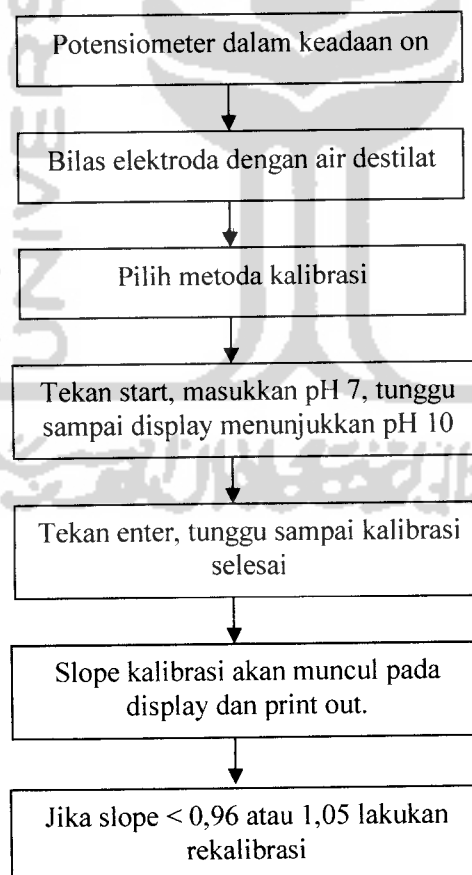 Potensiometer dalam keadaan on
Bilas elektroda dengan air destilat
Pilih metoda kalibrasi
Tekan start, masukkan pH 7, tunggu
sampai display menunjukkan pH 10
Tekan enter, tunggu sampai kalibrasi
selesai
Slope kalibrasi akan muncul pada
display dan print out.
Jika slope < 0,96 atau 1,05 lakukan
rekalibrasi